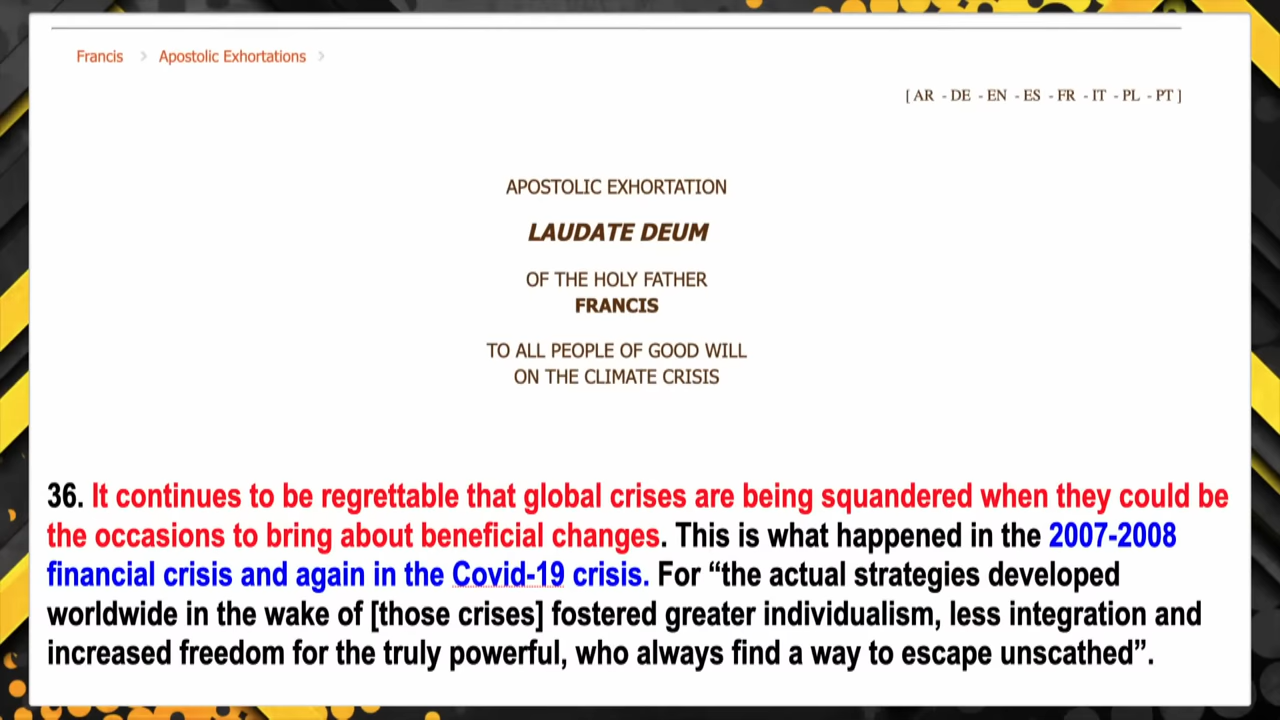 Francis > Apostolic Exhortations >
[ AR - DE - EN - ES - FR - IT - PL - PT ]
APOSTOLIC EXHORTATION
LAUDATE DEUM
OF THE HOLY FATHER
FRANCIS
TO ALL PEOPLE OF GOOD WILL
ON THE CLIMATE CRISIS
36. It continues to be regrettable that global crises are being squandered when they could be
the occasions to bring about beneficial changes. This is what happened in the 2007-2008
financial crisis and again in the Covid-19 crisis. For “the actual strategies developed
worldwide in the wake of [those crises] fostered greater individualism, less integration and
increased freedom for the truly powerful, who always find a way to escape unscathed”.